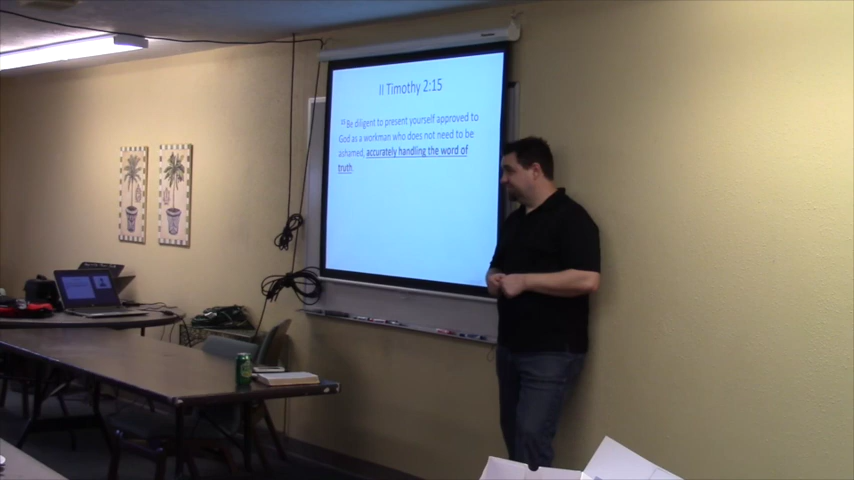 II Timothy 2:15
15 Be diligent to present yourself approved to
God as a workman who does not need to be
ashamed, accurately handling the word of
truth.